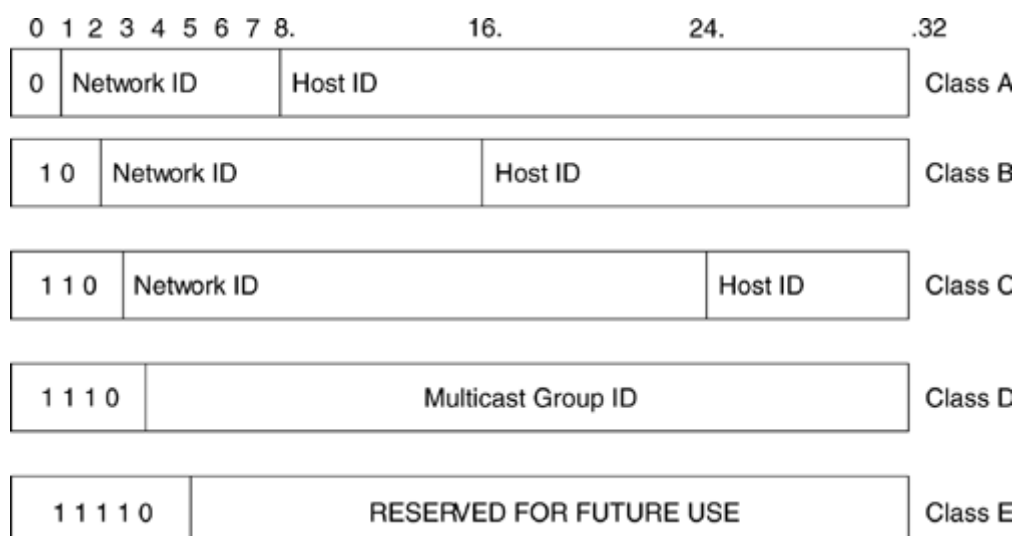 0 1 2 3 4 5 6 7 8. 16. 24. .32
0 Network ID Host ID Class A
1 0 Network ID Host ID Class B
1 1 0 Network ID Host ID Class C
1 1 1 0 Multicast Group ID Class D
1 1 1 1 0 RESERVED FOR FUTURE USE Class E